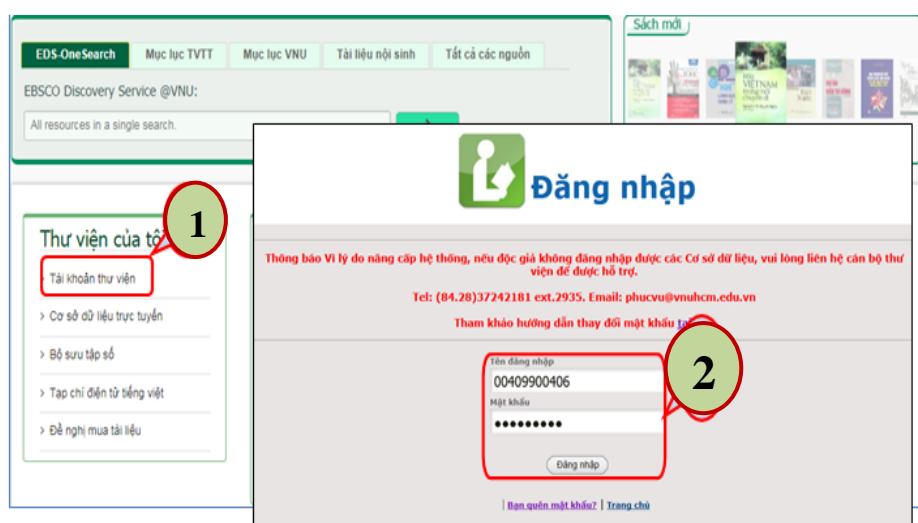 Sách mới
EDS-OneSearch Mục lục TVTT Mục lục VNU Tài liệu nội sinh Tất cả các nguồn
EBSCO Discovery Service @VNU:
All resources in a single search.
VIỆT NAM
Thư viện của tôi
1
Tài khoản thư viện
> Cơ sở dữ liệu trực tuyến
> Bộ sưu tập số
> Tạp chí điện tử tiếng việt
> Đề nghị mua tài liệu
Đăng nhập
Thông báo Vì lý do nâng cấp hệ thống, nếu độc giả không đăng nhập được các Cơ sở dữ liệu, vui lòng liên hệ cán bộ thư
viện để được hỗ trợ.
Tel: (84.28)37242181 ext.2935. Email: phucvu@vnuhcm.edu.vn
Tham khảo hướng dẫn thay đổi mật khẩu
Tên đăng nhập
00409900406
2
Mật khẩu
●●●●●●●●●
Đăng nhập
| Bạn quên mật khẩu? | Trang chủ